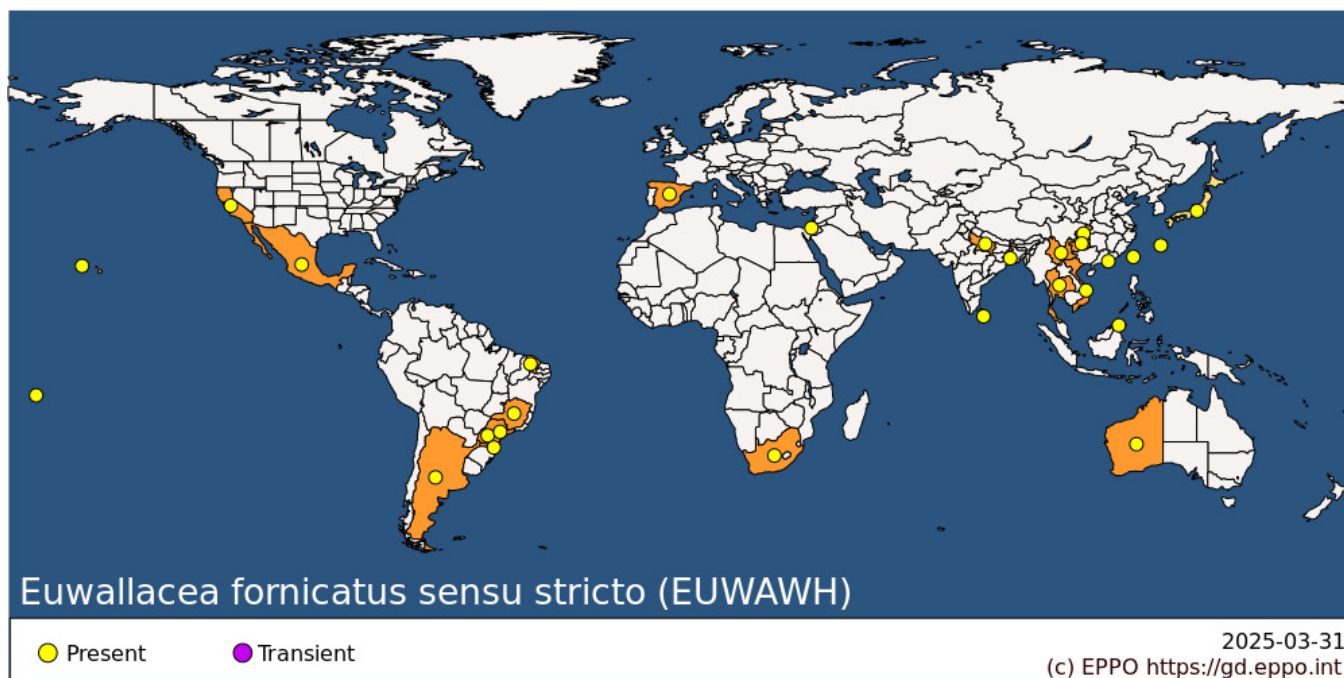 Euwallacea fornicatus sensu stricto (EUWAWH)
Present
Transient
2025-03-31
(c) EPPO https://gd.eppo.int